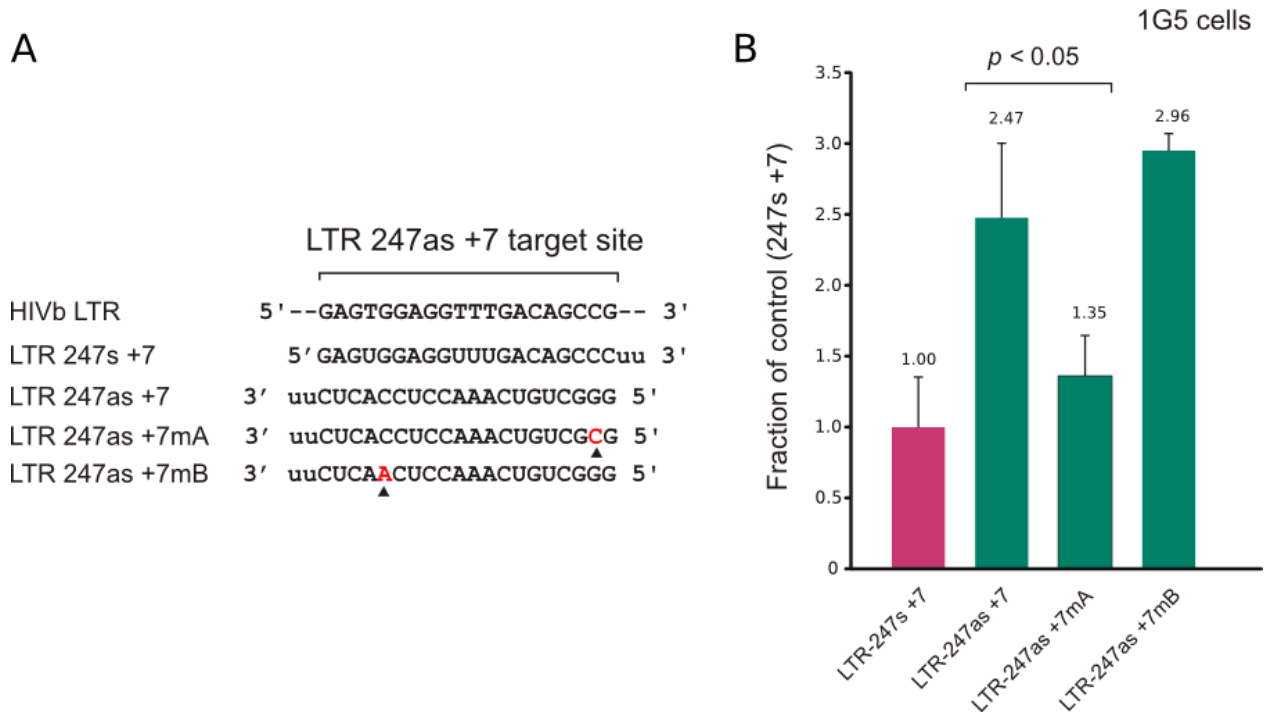 A
LTR 247as +7 target site
HIVb LTR 5'--GAGTGGAGGTTTGACAGCCG-- 3'
LTR 247s +7 5′GAGUGGAGGUUUGACAGCCCuu 3'
LTR 247as +7 3′ uuCUCACCUCCAAACUGUCGGG 5'
LTR 247as +7mA 3′ uuCUCACCUCCAAACUGUCGCG 5'
LTR 247as +7mB 3′ uuCUCAACUCCAAACUGUCGGG 5'
B
1G5 cells
p < 0.05
Fraction of control (247s +7)
3.5
3.0
2.5
2.0
1.5
1.0
0.5
0
1.00
2.47
1.35
2.96
LTR-247s +7
LTR-247as +7
LTR-247as +7mA
LTR-247as +7mB